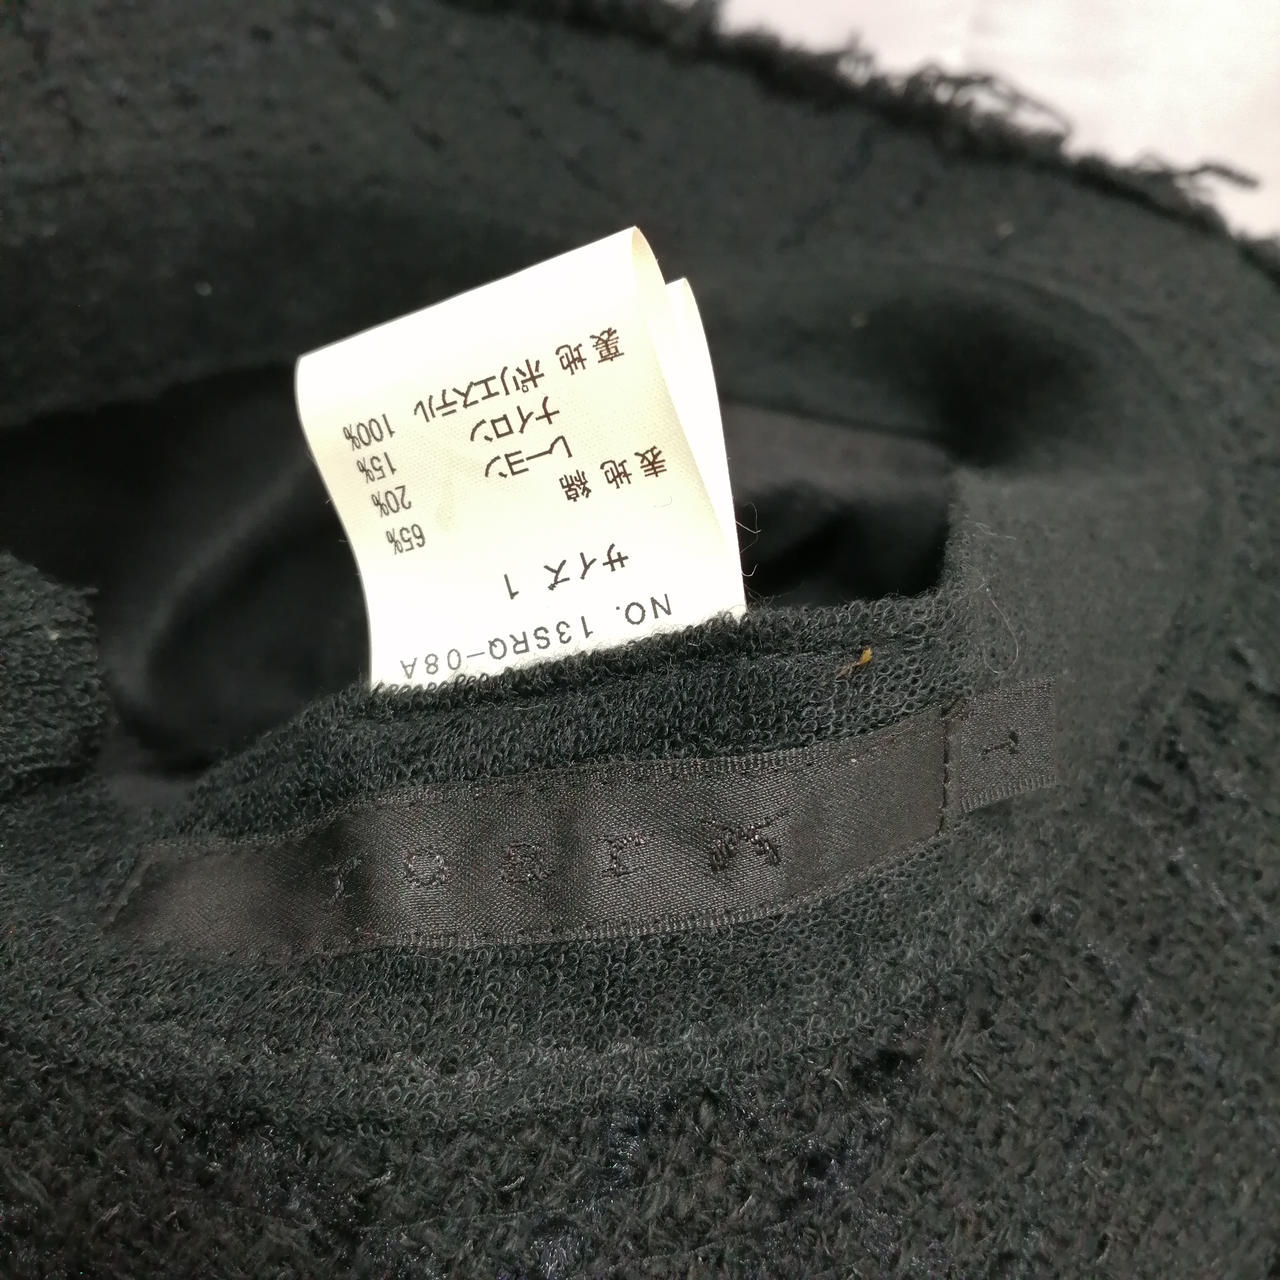 NO. 13SRQ-08A
サイズ 1
表地 綿 65%
レーヨン 20%
ナイロン 15%
裏地 ポリエステル 100%
1